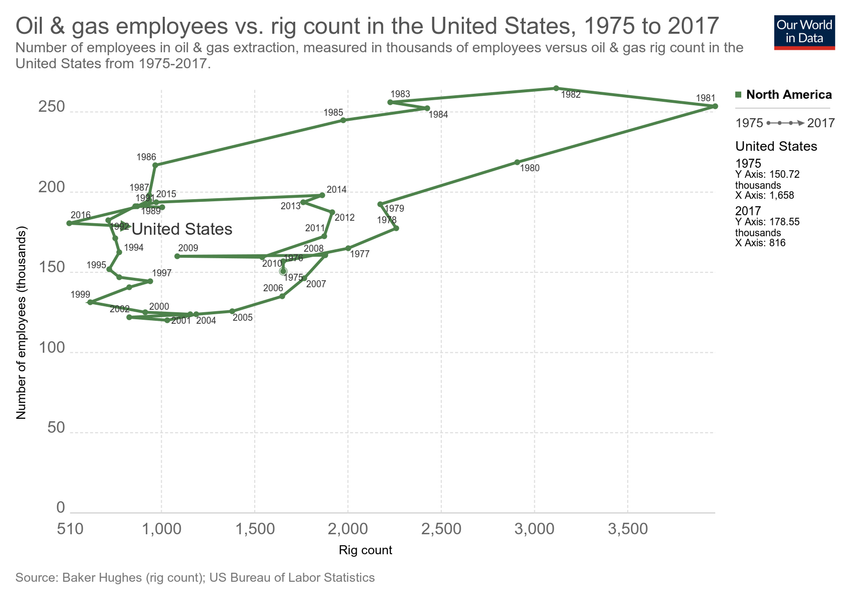 Oil & gas employees vs. rig count in the United States, 1975 to 2017
Number of employees in oil & gas extraction, measured in thousands of employees versus oil & gas rig count in the
United States from 1975-2017.
Our World
in Data
North America
1975 2017
United States
1975
Y Axis: 150.72
thousands
X Axis: 1,658
2017
Y Axis: 178.55
thousands
X Axis: 816
Number of employees (thousands)
250
200
150
100
50
0
1983
1982
1981
1984
1985
1986
1980
1987
2015
2014
1989
2013
1979
2016
2012
1978
United States
2011
2009
2008
1977
1994
2010
1976
1995
1997
1975
2007
2006
1999
2002
2000
2001
2004
2005
510
1,000
1,500
2,000
2,500
3,000
3,500
Rig count
Source: Baker Hughes (rig count); US Bureau of Labor Statistics